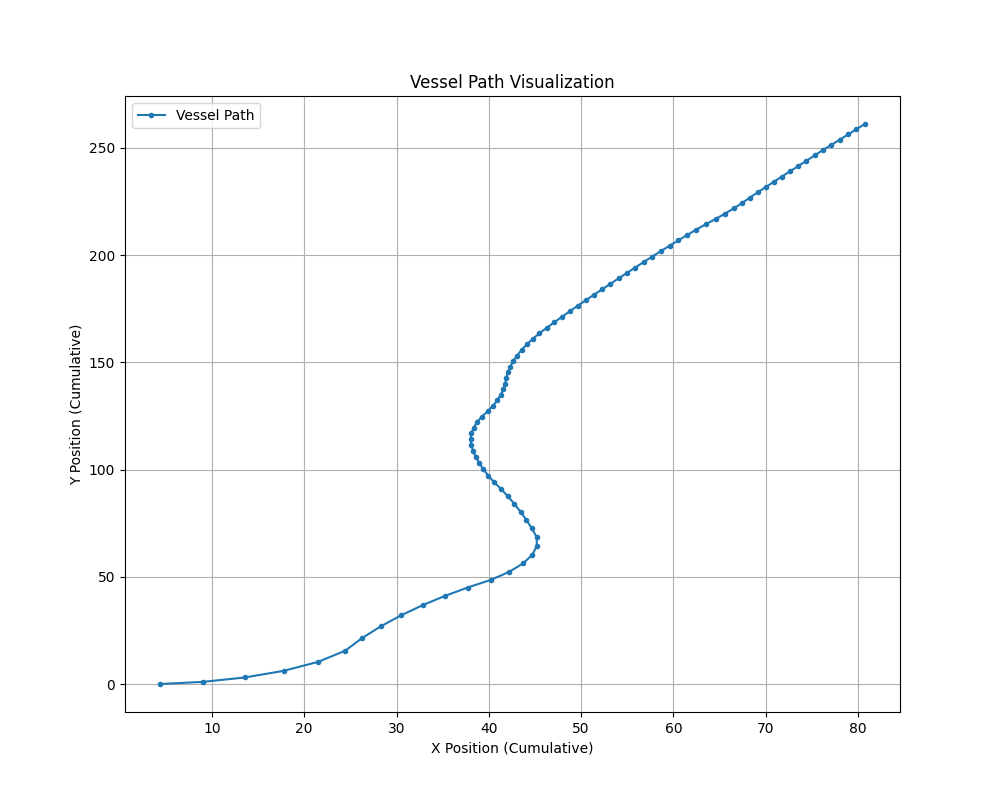 Vessel Path Visualization
Vessel Path
250
200
150
100
50
0
Y Position (Cumulative)
10 20 30 40 50 60 70 80
X Position (Cumulative)